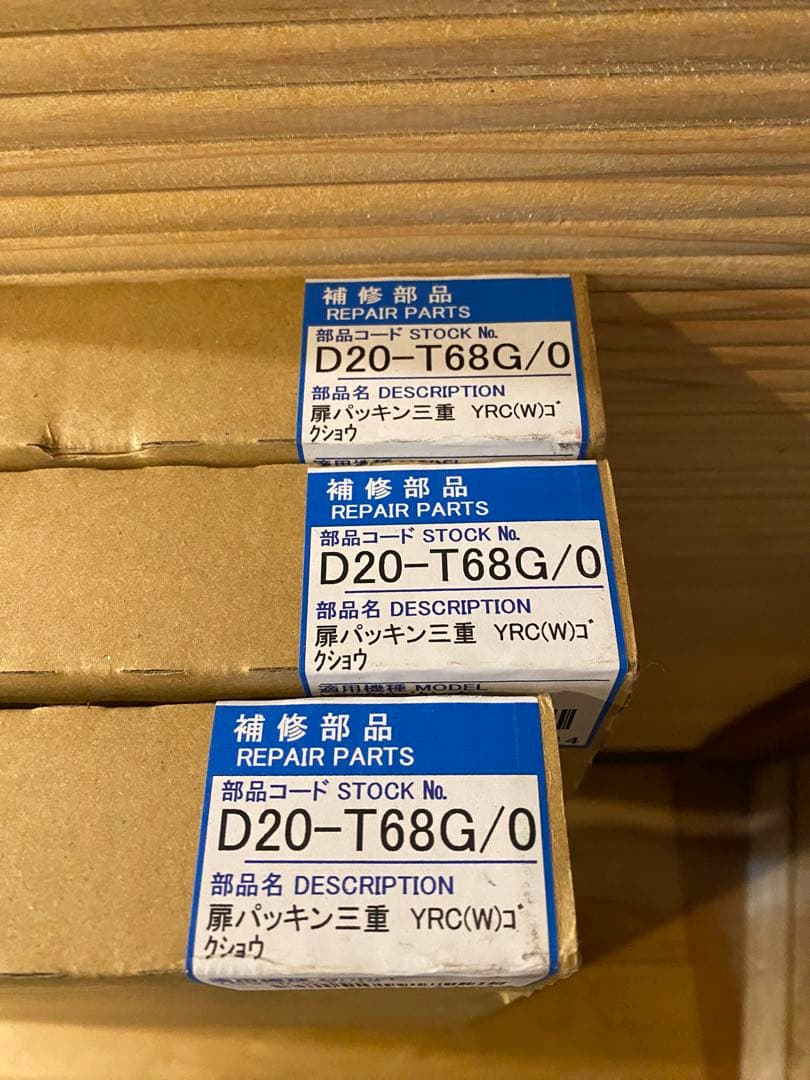 補修部品
REPAIR PARTS
部品コード STOCK No.
D20-T68G/0
部品名 DESCRIPTION
扉パッキン三重 YRC(W)ゴ
クショウ
補修部品
REPAIR PARTS
部品コード STOCK No.
D20-T68G/0
部品名 DESCRIPTION
扉パッキン三重 YRC(W)ゴ
クショウ
適用機種 MODEL
4
補修部品
REPAIR PARTS
部品コード STOCK No.
D20-T68G/0
部品名 DESCRIPTION
扉パッキン三重 YRC(W)ゴ
クショウ